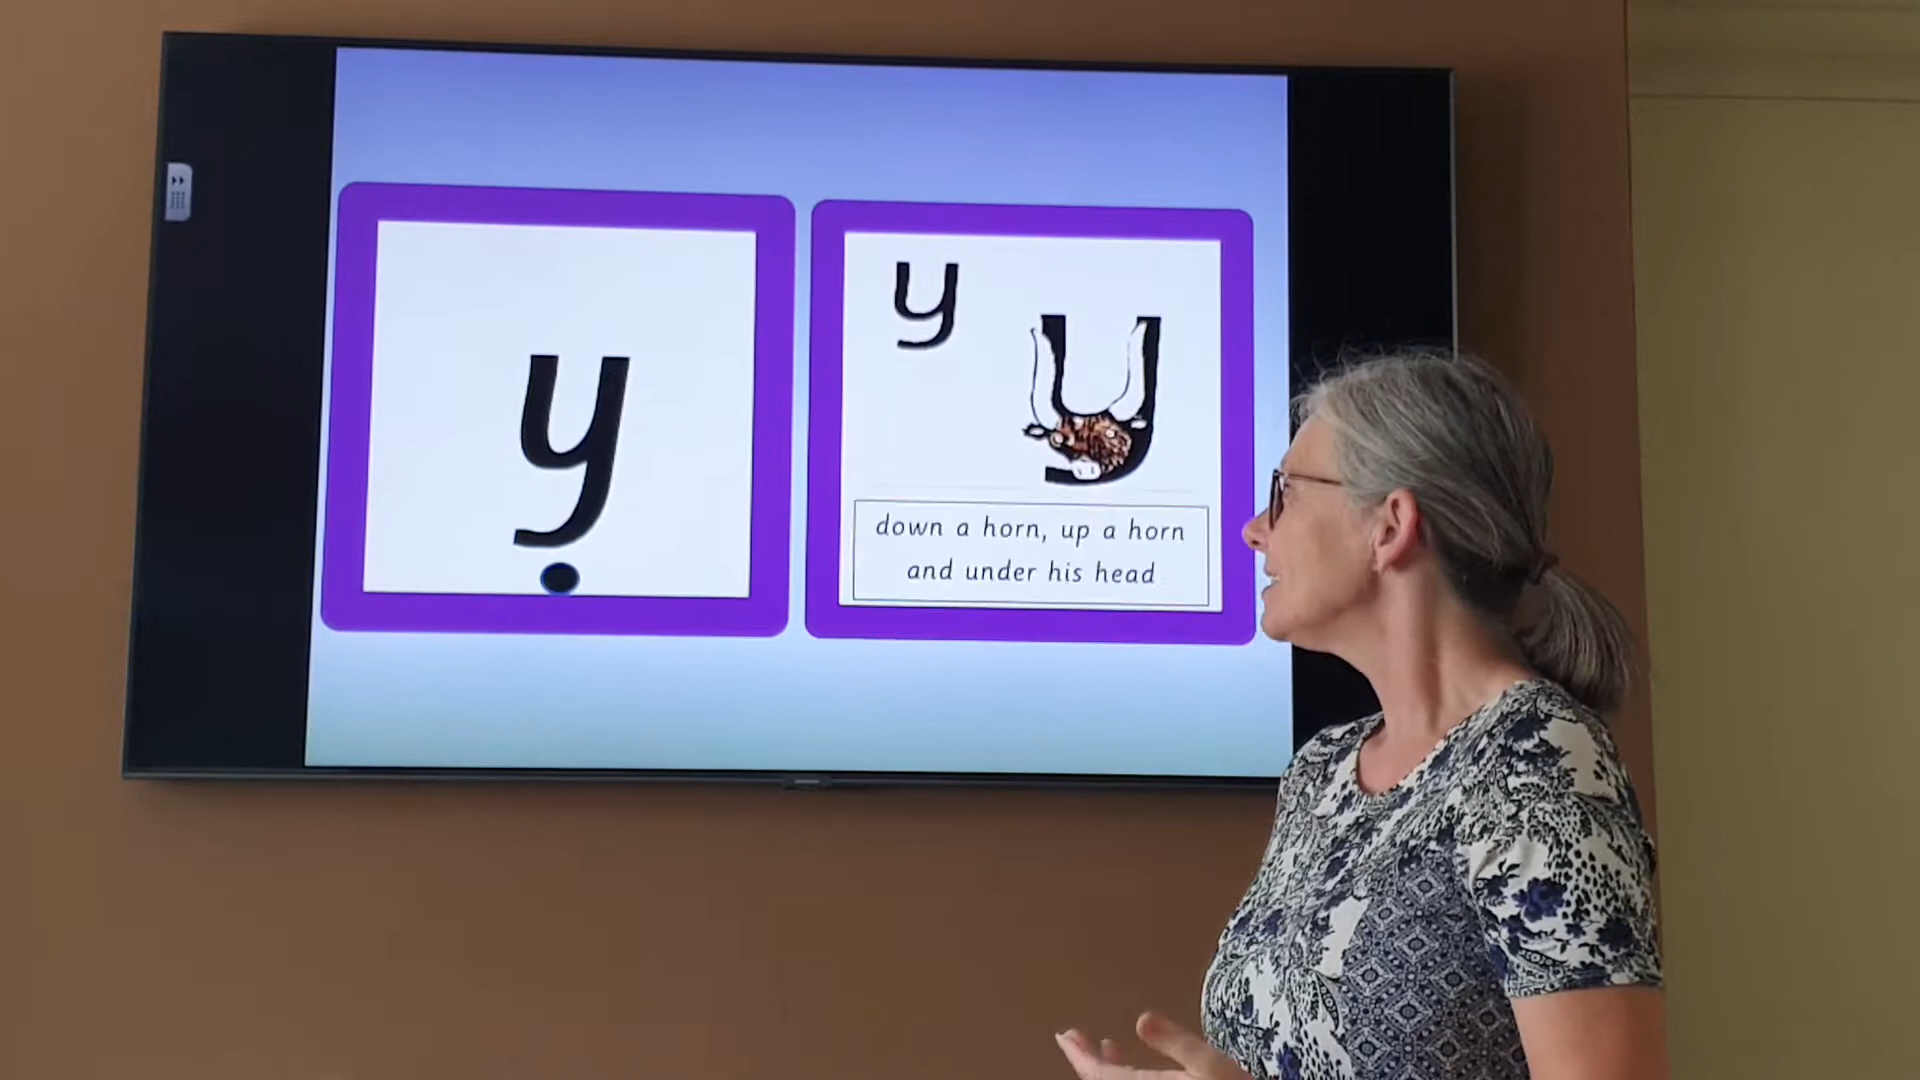 y
y
y
down a horn, up a horn
and under his head